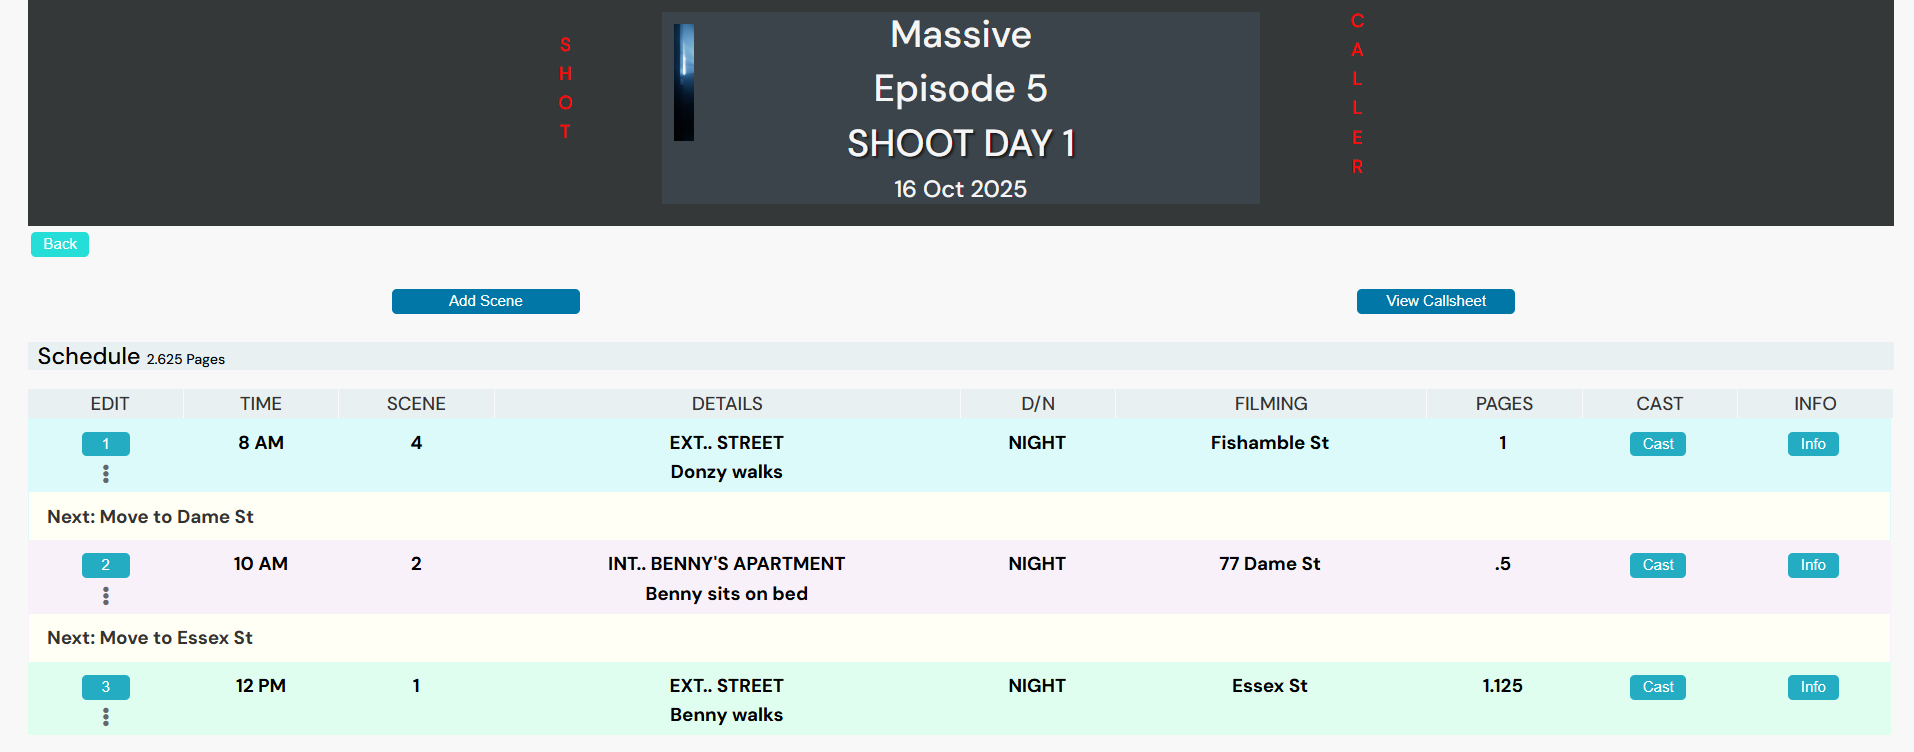 SHOT
Massive
Episode 5
SHOOT DAY 1
16 Oct 2025
CALLER
Back
Add Scene
View Callsheet
Schedule 2.625 Pages
EDIT TIME SCENE DETAILS D/N FILMING PAGES CAST INFO
1 8 AM 4 EXT.. STREET NIGHT Fishamble St 1 Cast Info
Donzy walks
Next: Move to Dame St
2 10 AM 2 INT.. BENNY'S APARTMENT NIGHT 77 Dame St .5 Cast Info
Benny sits on bed
Next: Move to Essex St
3 12 PM 1 EXT.. STREET NIGHT Essex St 1.125 Cast Info
Benny walks